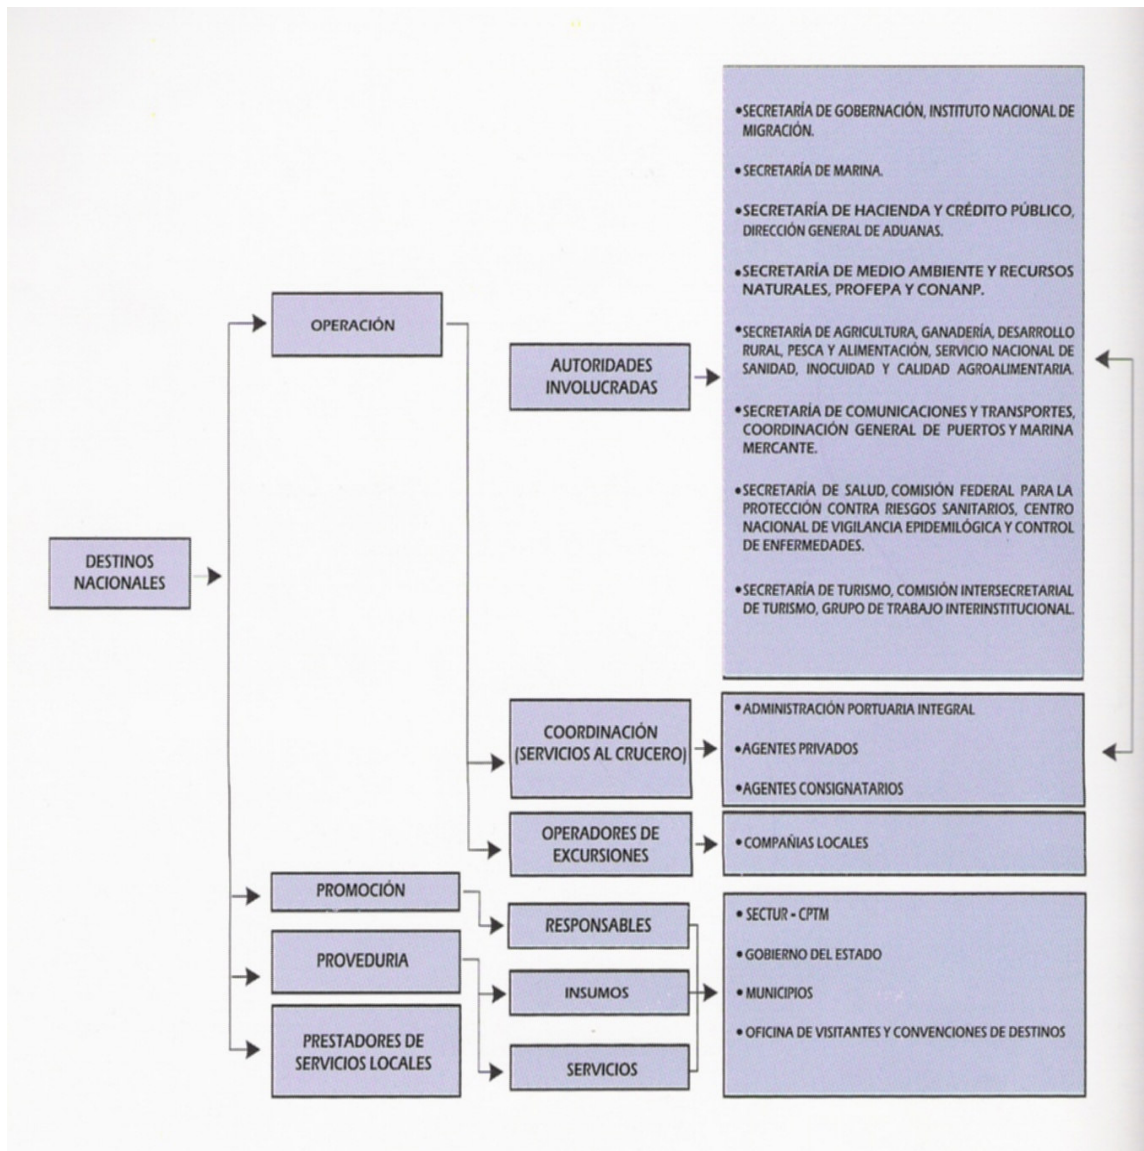 •SECRETARÍA DE GOBERNACIÓN, INSTITUTO NACIONAL DE
MIGRACIÓN.
•SECRETARÍA DE MARINA.
•SECRETARÍA DE HACIENDA Y CRÉDITO PÚBLICO,
DIRECCIÓN GENERAL DE ADUANAS.
•SECRETARÍA DE MEDIO AMBIENTE Y RECURSOS
NATURALES, PROFEPA Y CONANP.
•SECRETARÍA DE AGRICULTURA, GANADERÍA, DESARROLLO
RURAL, PESCA Y ALIMENTACIÓN, SERVICIO NACIONAL DE
SANIDAD, INOCUIDAD Y CALIDAD AGROALIMENTARIA.
•SECRETARÍA DE COMUNICACIONES Y TRANSPORTES,
COORDINACIÓN GENERAL DE PUERTOS Y MARINA
MERCANTE.
•SECRETARÍA DE SALUD, COMISIÓN FEDERAL PARA LA
PROTECCIÓN CONTRA RIESGOS SANITARIOS, CENTRO
NACIONAL DE VIGILANCIA EPIDEMILÓGICA Y CONTROL
DE ENFERMEDADES.
•SECRETARÍA DE TURISMO, COMISIÓN INTERSECRETARIAL
DE TURISMO, GRUPO DE TRABAJO INTERINSTITUCIONAL.
OPERACIÓN
AUTORIDADES
INVOLUCRADAS
DESTINOS
NACIONALES
COORDINACIÓN
(SERVICIOS AL CRUCERO)
•ADMINISTRACIÓN PORTUARIA INTEGRAL
•AGENTES PRIVADOS
•AGENTES CONSIGNATARIOS
OPERADORES DE
EXCURSIONES
•COMPAÑIAS LOCALES
PROMOCIÓN
RESPONSABLES
PROVEDURIA
INSUMOS
PRESTADORES DE
SERVICIOS LOCALES
SERVICIOS
•SECTUR - CPTM
•GOBIERNO DEL ESTADO
•MUNICIPIOS
•OFICINA DE VISITANTES Y CONVENCIONES DE DESTINOS